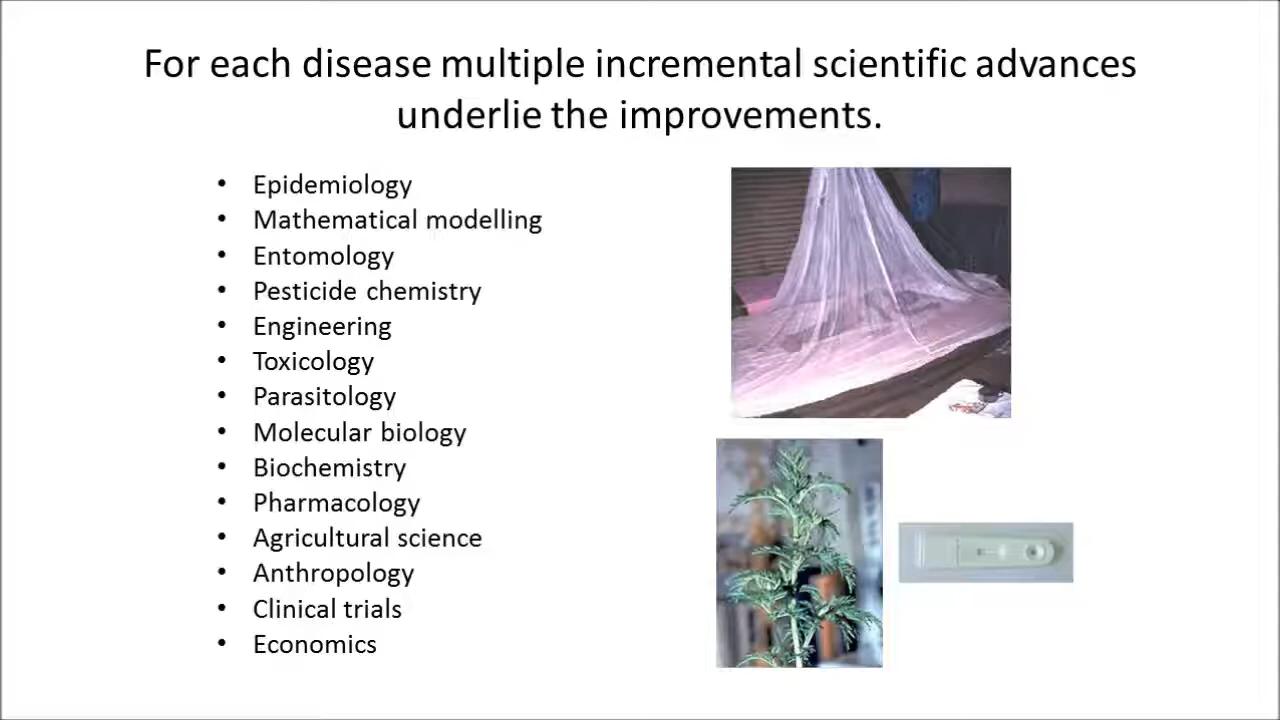 For each disease multiple incremental scientific advances
underlie the improvements.
• Epidemiology
• Mathematical modelling
• Entomology
• Pesticide chemistry
• Engineering
• Toxicology
• Parasitology
• Molecular biology
• Biochemistry
• Pharmacology
• Agricultural science
• Anthropology
• Clinical trials
• Economics